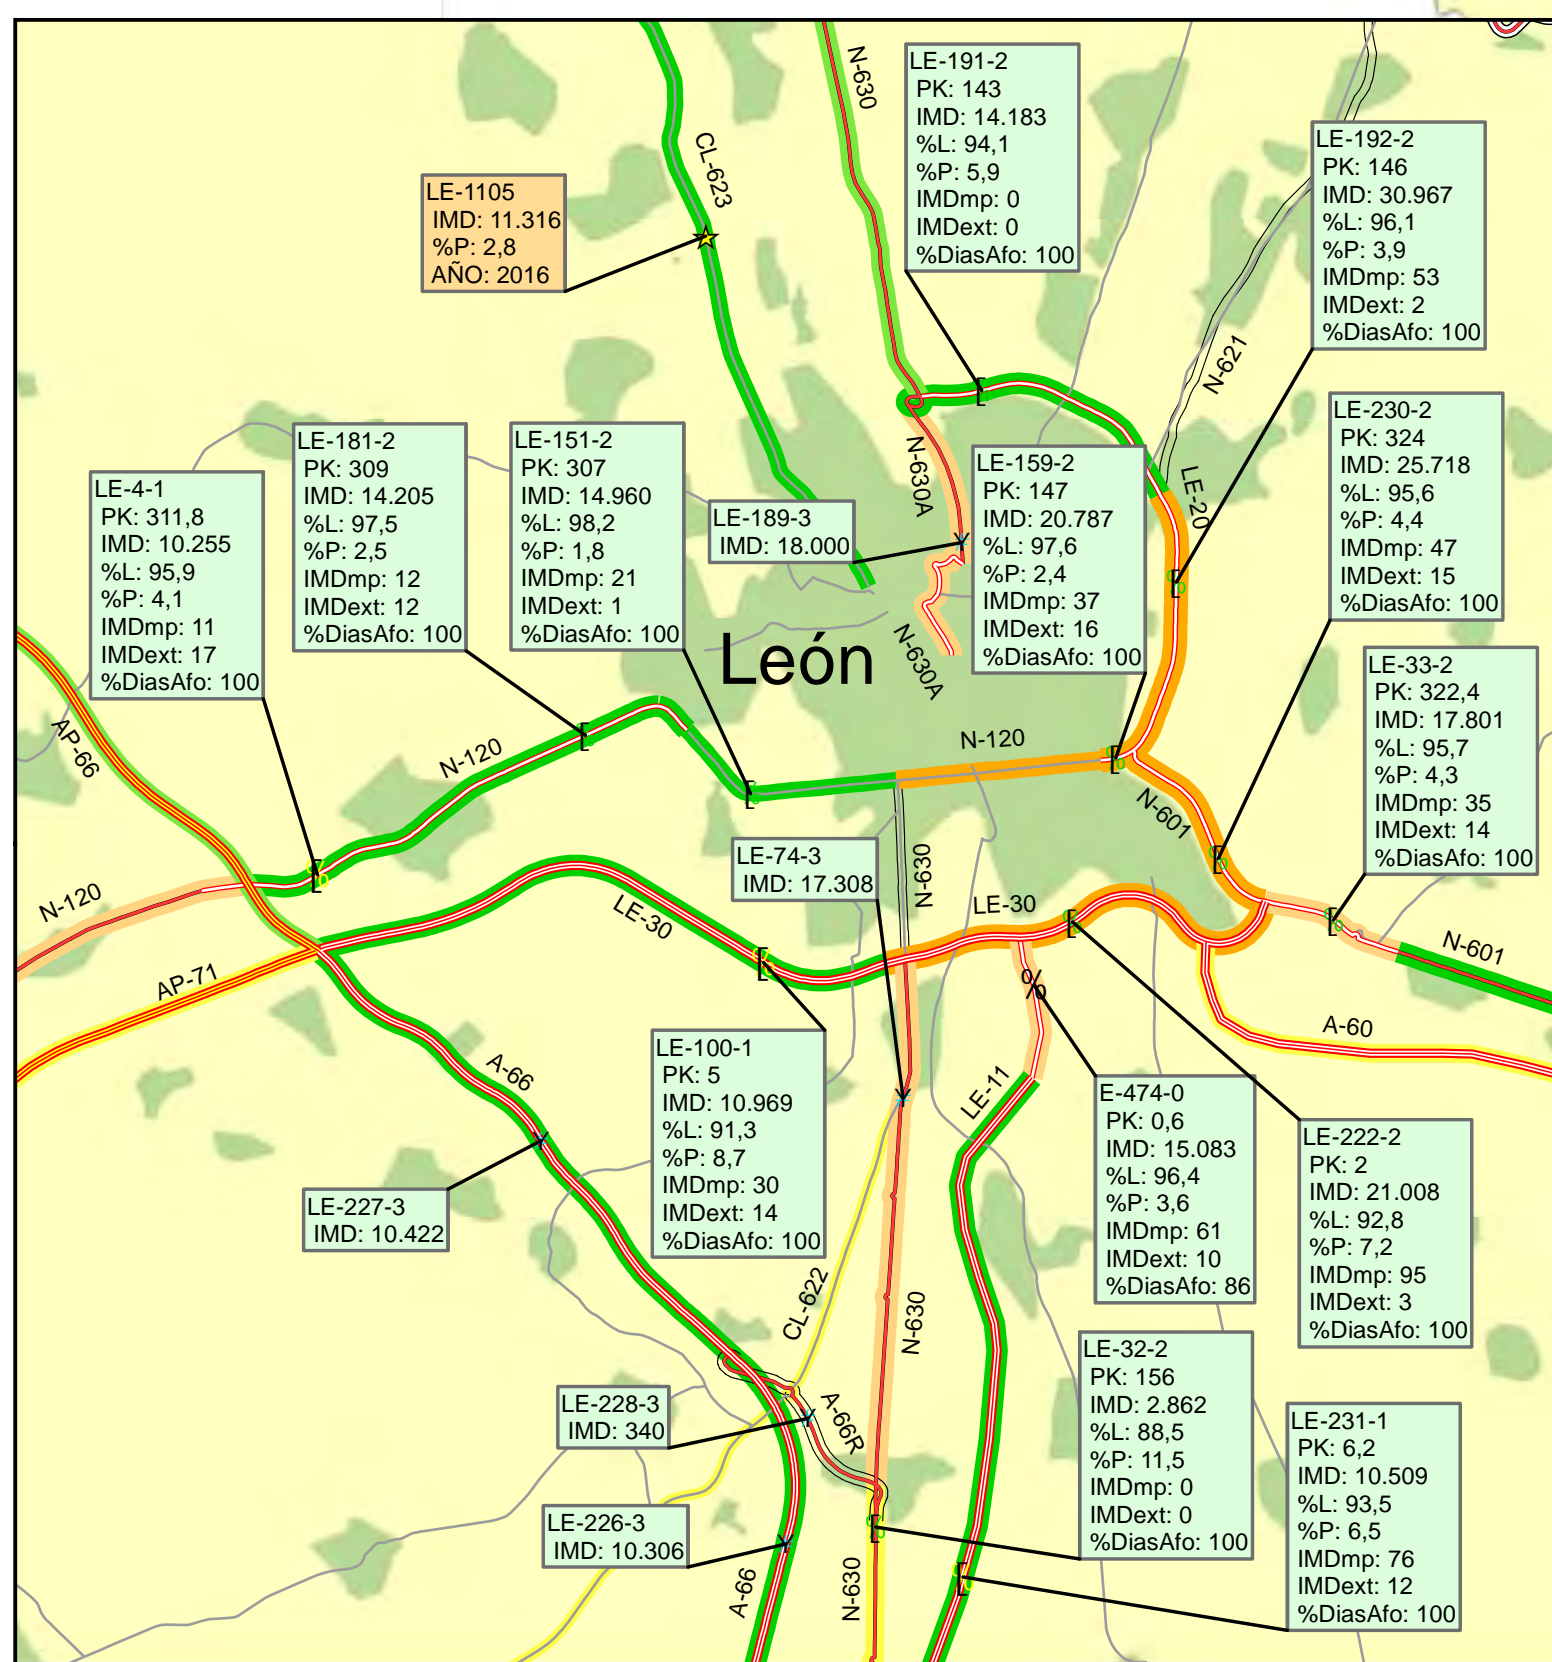 N-630
CL-623
LE-191-2
PK: 143
IMD: 14.183
%L: 94,1
%P: 5,9
IMDmp: 0
IMDext: 0
%DiasAfo: 100
LE-192-2
PK: 146
IMD: 30.967
%L: 96,1
%P: 3,9
IMDmp: 53
IMDext: 2
%DiasAfo: 100
LE-1105
IMD: 11.316
%P: 2,8
AÑO: 2016
N-621
LE-230-2
PK: 324
IMD: 25.718
%L: 95,6
%P: 4,4
IMDmp: 47
IMDext: 15
%DiasAfo: 100
LE-181-2
PK: 309
IMD: 14.205
%L: 97,5
%P: 2,5
IMDmp: 12
IMDext: 12
%DiasAfo: 100
LE-151-2
PK: 307
IMD: 14.960
%L: 98,2
%P: 1,8
IMDmp: 21
IMDext: 1
%DiasAfo: 100
LE-4-1
PK: 311,8
IMD: 10.255
%L: 95,9
%P: 4,1
IMDmp: 11
IMDext: 17
%DiasAfo: 100
LE-189-3
IMD: 18.000
N-630A
LE-159-2
PK: 147
IMD: 20.787
%L: 97,6
%P: 2,4
IMDmp: 37
IMDext: 16
%DiasAfo: 100
LE-20
León
N-630A
LE-33-2
PK: 322,4
IMD: 17.801
%L: 95,7
%P: 4,3
IMDmp: 35
IMDext: 14
%DiasAfo: 100
AP-66
N-120
N-120
N-601
LE-74-3
IMD: 17.308
N-630
N-120
LE-30
LE-30
N-601
AP-71
%
A-60
A-66
LE-100-1
PK: 5
IMD: 10.969
%L: 91,3
%P: 8,7
IMDmp: 30
IMDext: 14
%DiasAfo: 100
LE-11
E-474-0
PK: 0,6
IMD: 15.083
%L: 96,4
%P: 3,6
IMDmp: 61
IMDext: 10
%DiasAfo: 86
LE-222-2
PK: 2
IMD: 21.008
%L: 92,8
%P: 7,2
IMDmp: 95
IMDext: 3
%DiasAfo: 100
LE-227-3
IMD: 10.422
CL-622
N-630
LE-32-2
PK: 156
IMD: 2.862
%L: 88,5
%P: 11,5
IMDmp: 0
IMDext: 0
%DiasAfo: 100
LE-228-3
IMD: 340
A-66R
LE-231-1
PK: 6,2
IMD: 10.509
%L: 93,5
%P: 6,5
IMDmp: 76
IMDext: 12
%DiasAfo: 100
LE-226-3
IMD: 10.306
A-66
N-630